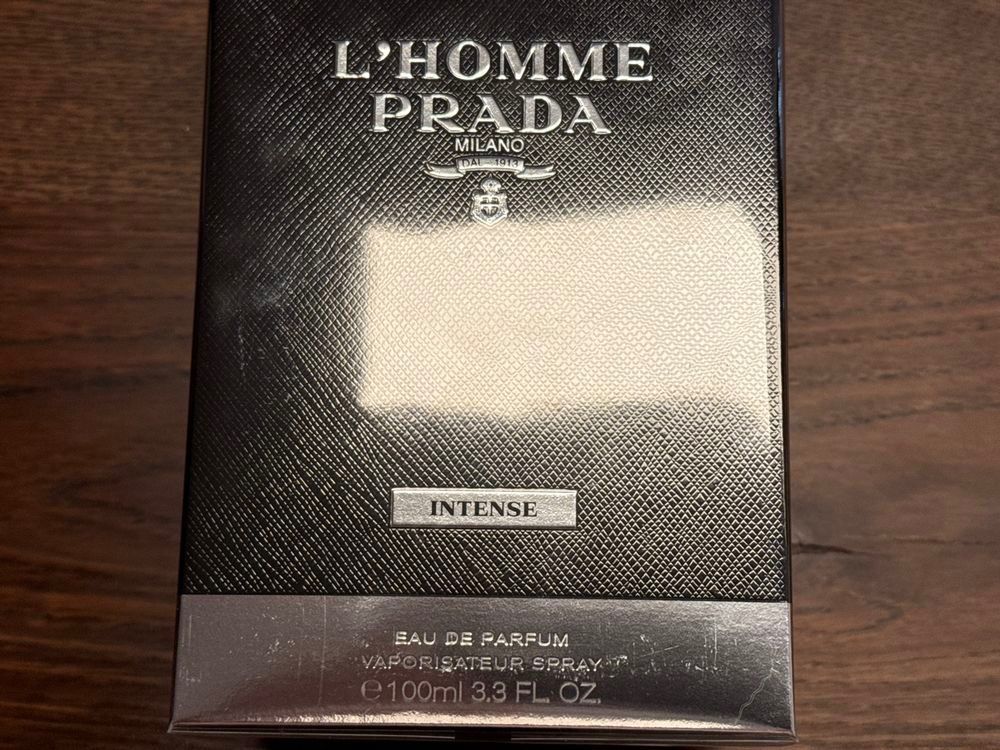 L'HOMME
PRADA
MILANO
DAL 1913
INTENSE
EAU DE PARFUM
VAPORISATEUR SPRAY
℮100ml 3.3 FL. OZ.